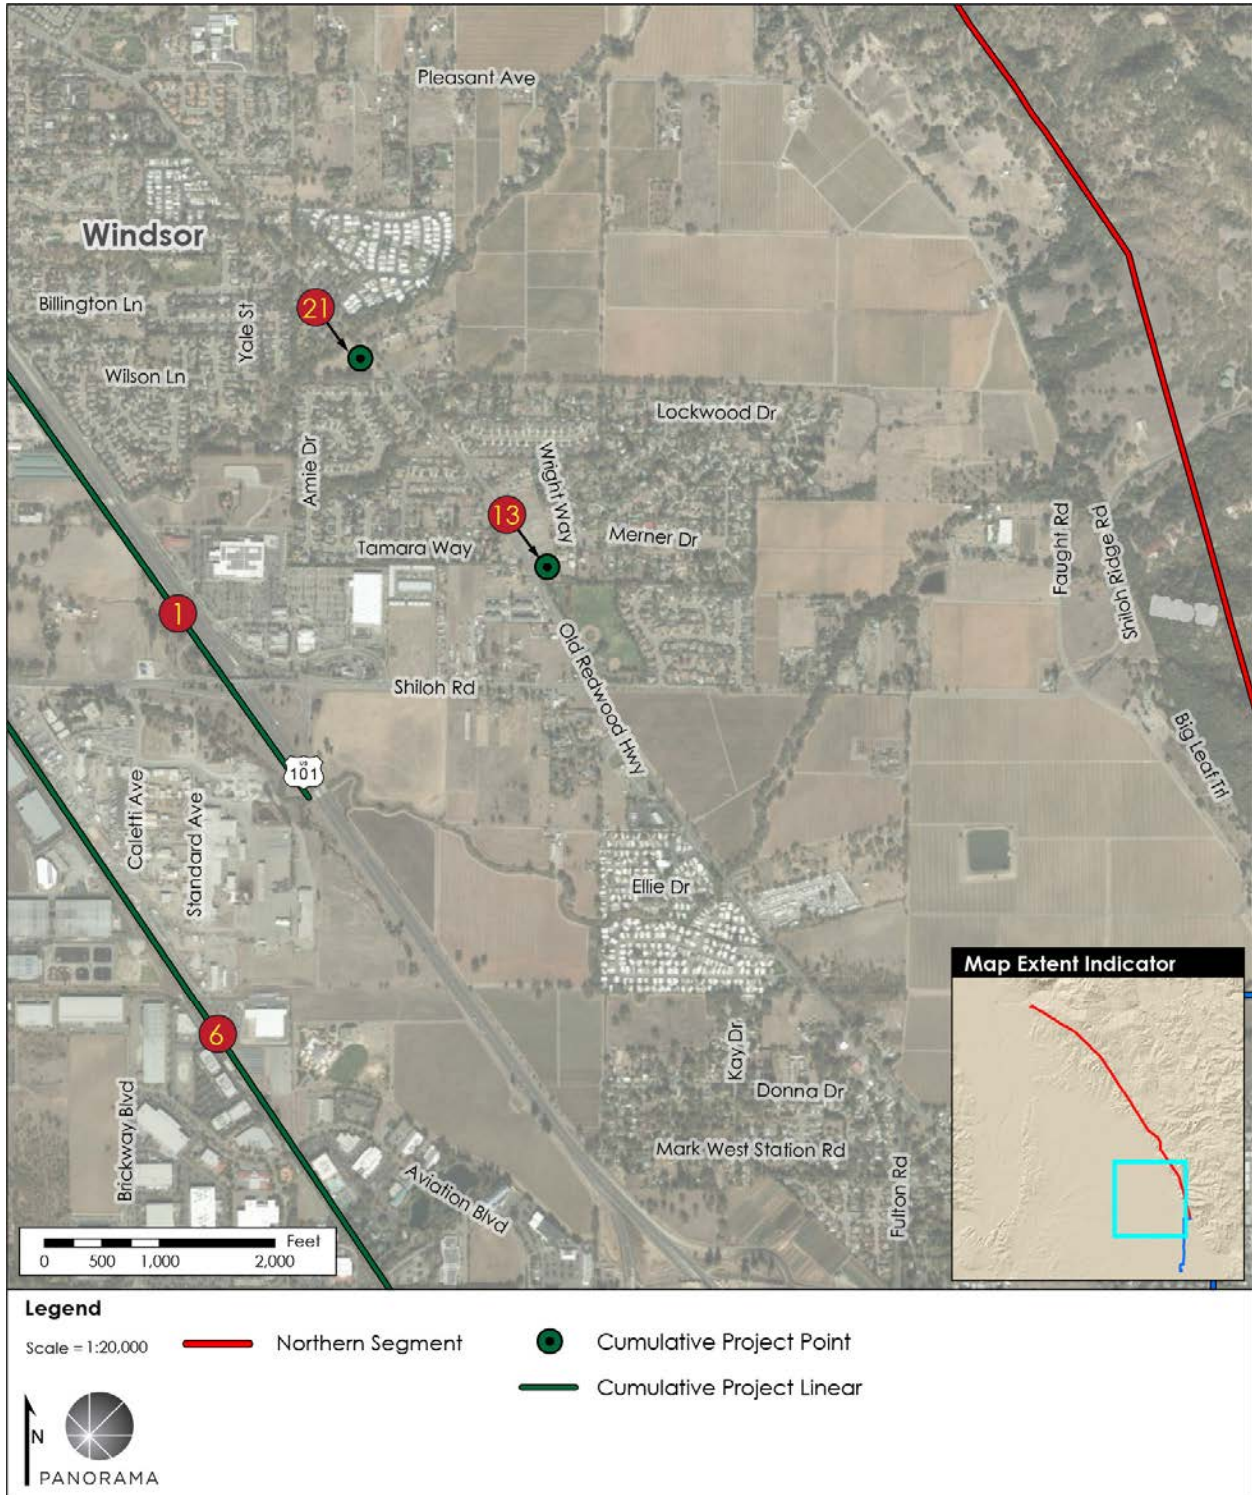 Pleasant Ave
Windsor
Billington Ln
Yale St
21
Wilson Ln
Lockwood Dr
Amie Dr
Wright Way
13
Tamara Way
Merner Dr
Faught Rd
Shiloh Ridge Rd
1
Shiloh Rd
Old Redwood Hwy
Big Leaf Trl
US
101
Caletti Ave
Standard Ave
Ellie Dr
Map Extent Indicator
6
Kay Dr
Donna Dr
Brickway Blvd
Mark West Station Rd
Aviation Blvd
Fulton Rd
Feet
0 500 1,000 2,000
Legend
Scale = 1:20,000
Northern Segment
Cumulative Project Point
Cumulative Project Linear
N
PANORAMA